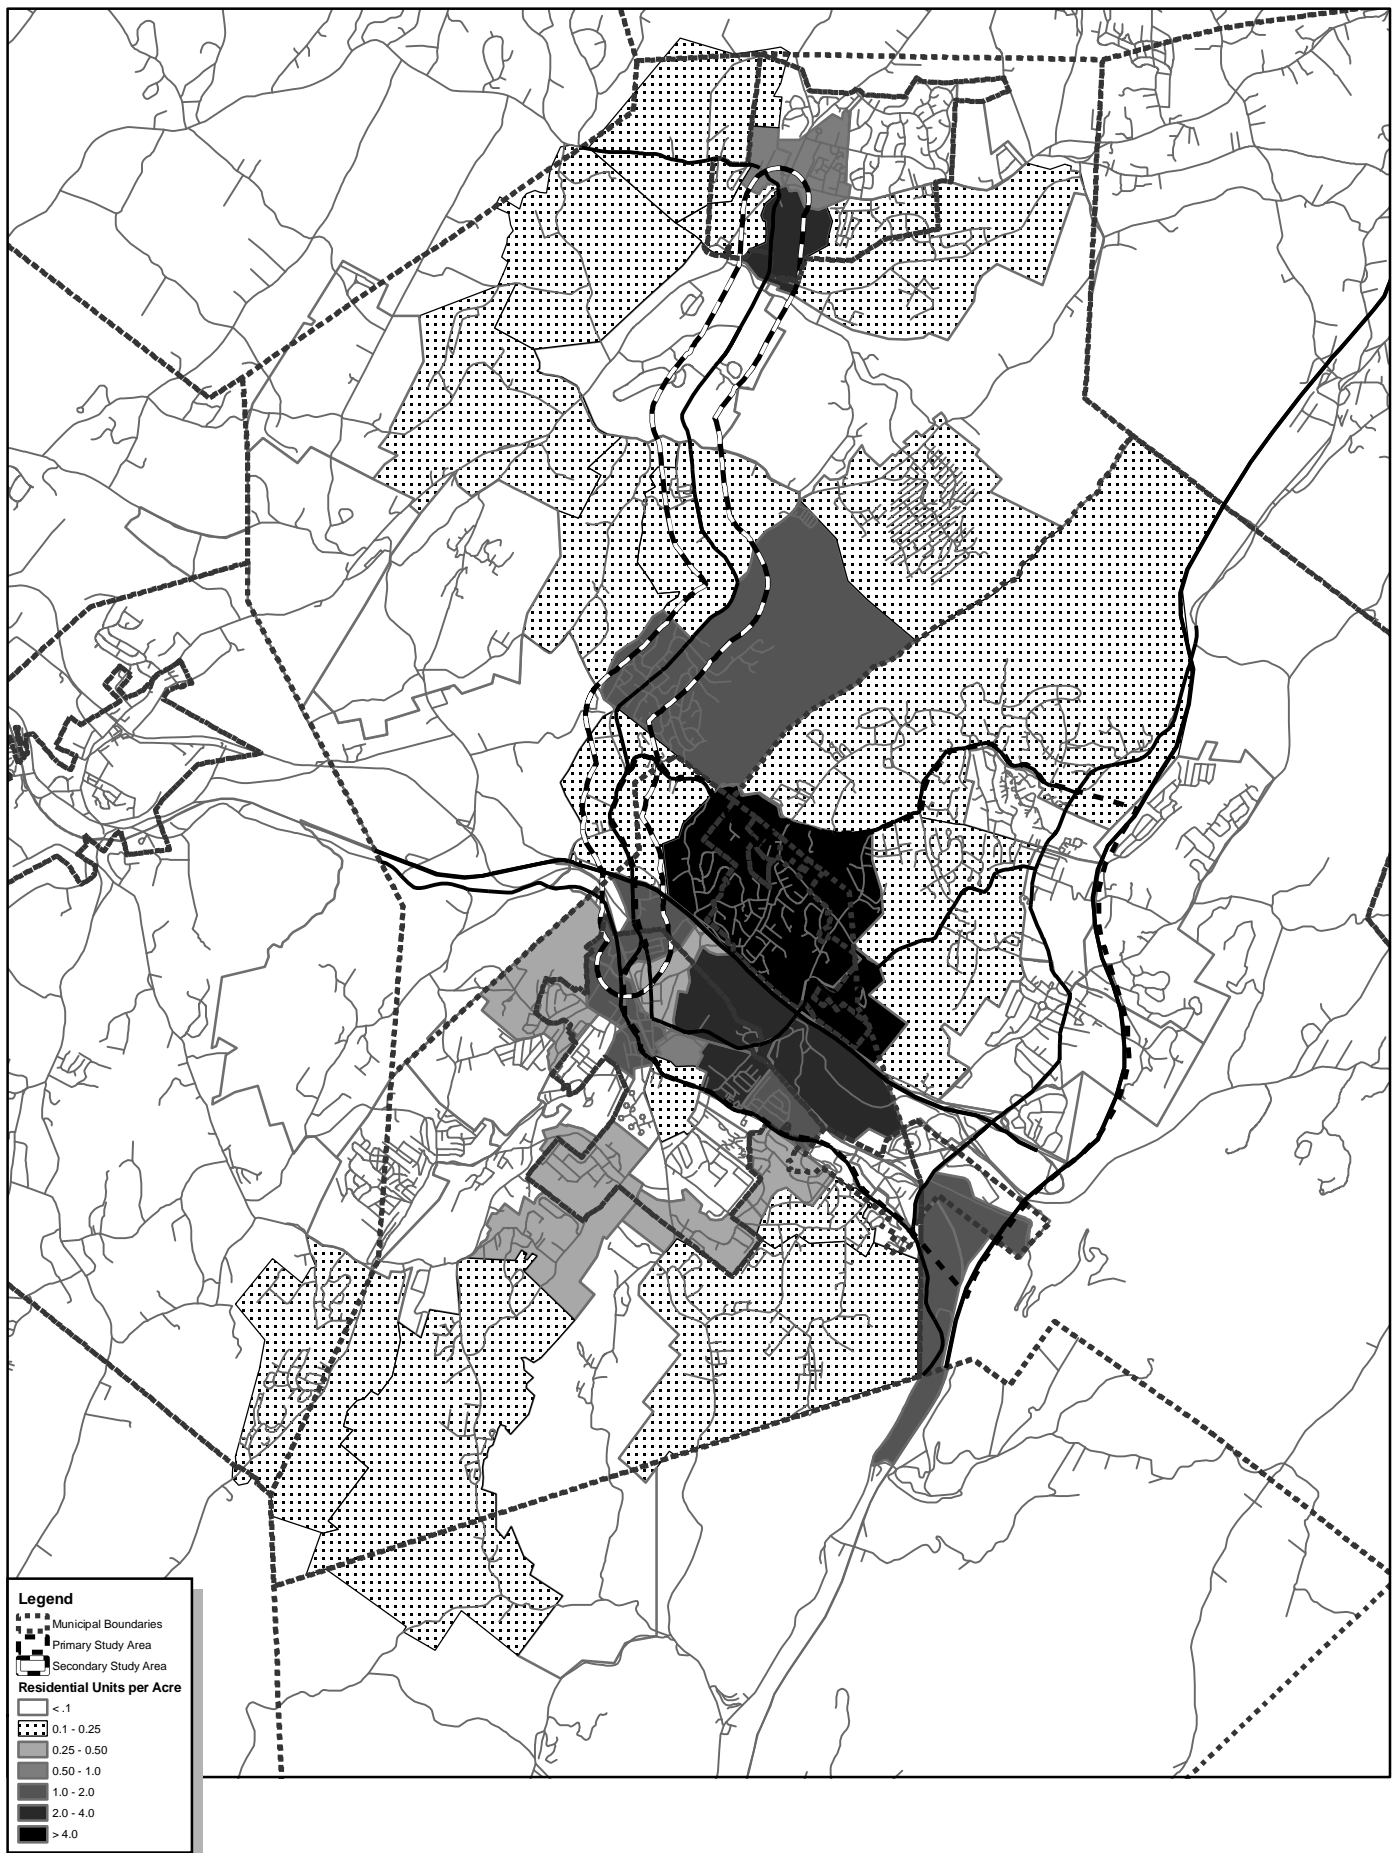 Legend
Municipal Boundaries
Primary Study Area
Secondary Study Area
Residential Units per Acre
< .1
0.1 - 0.25
0.25 - 0.50
0.50 - 1.0
1.0 - 2.0
2.0 - 4.0
> 4.0